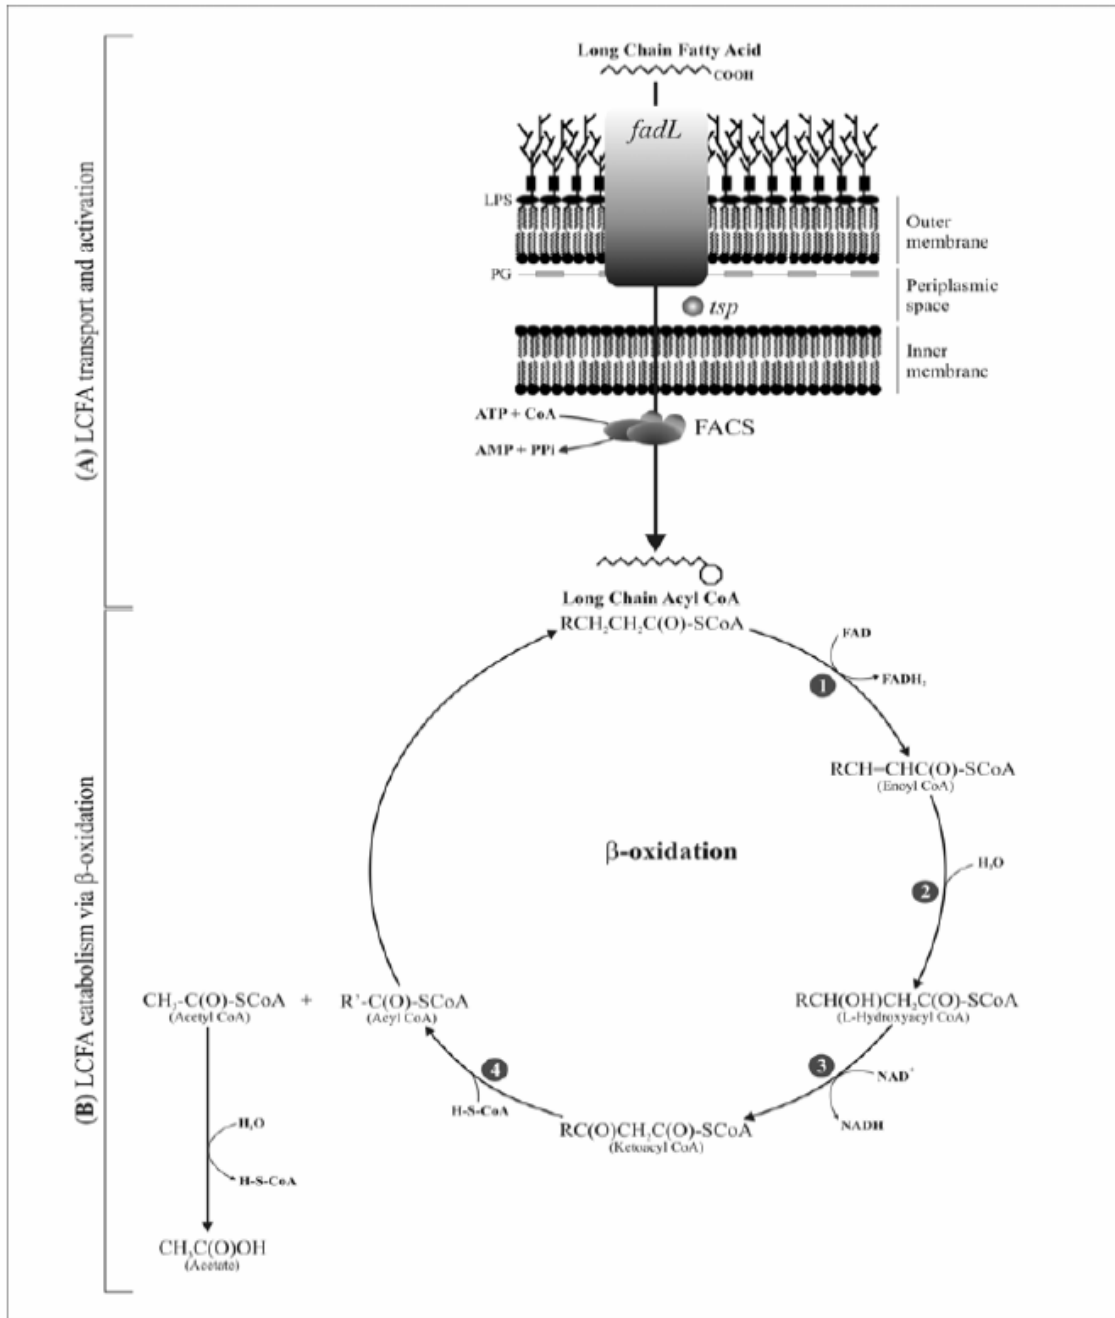 Long Chain Fatty Acid
COOH
fadL
LPS
Outer
membrane
PG
Periplasmic
space
tsp
Inner
membrane
ATP + CoA
FACS
AMP + PPi
(A) LCFA transport and activation
Long Chain Acyl CoA
RCH₂CH₂C(O)-SCoA
FAD
1
FADH₂
RCH=CHC(O)-SCoA
(Enoyl CoA)
β-oxidation
H₂O
2
(B) LCFA catabolism via β-oxidation
CH₃-C(O)-SCoA + R'-C(O)-SCoA
(Acetyl CoA) (Acyl CoA)
RCH(OH)CH₂C(O)-SCoA
(L-Hydroxyacyl CoA)
4
3
NAD⁺
H-S-CoA
NADH
RC(O)CH₂C(O)-SCoA
(Ketoacyl CoA)
H₂O
H-S-CoA
CH₃C(O)OH
(Acetate)